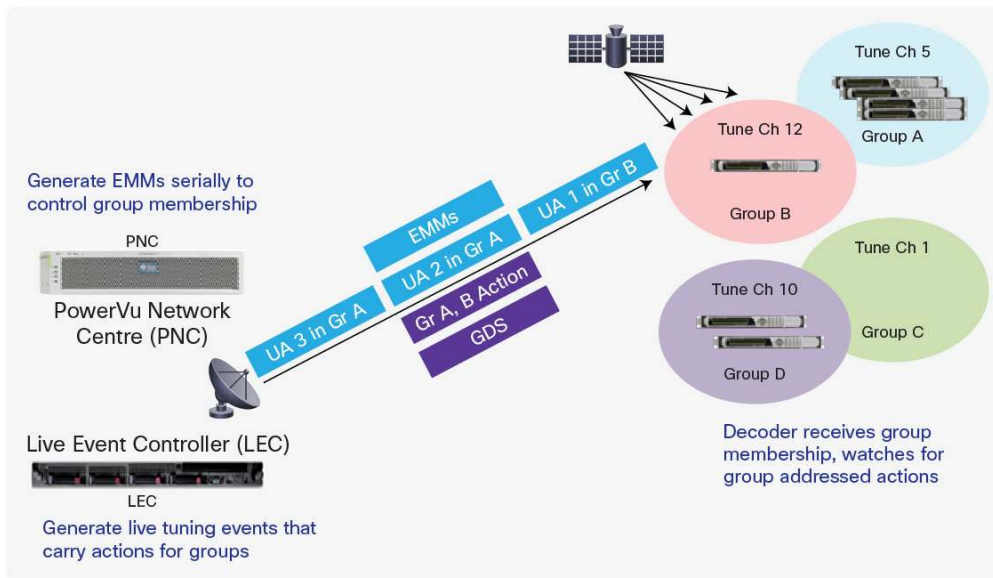 Tune Ch 5
Group A
Tune Ch 12
Group B
Generate EMMs serially to
control group membership
PNC
PowerVu Network
Centre (PNC)
EMMs
UA 1 in Gr B
UA 2 in Gr A
UA 3 in Gr A
Gr A, B Action
GDS
Tune Ch 1
Group C
Tune Ch 10
Group D
Live Event Controller (LEC)
LEC
Generate live tuning events that
carry actions for groups
Decoder receives group
membership, watches for
group addressed actions